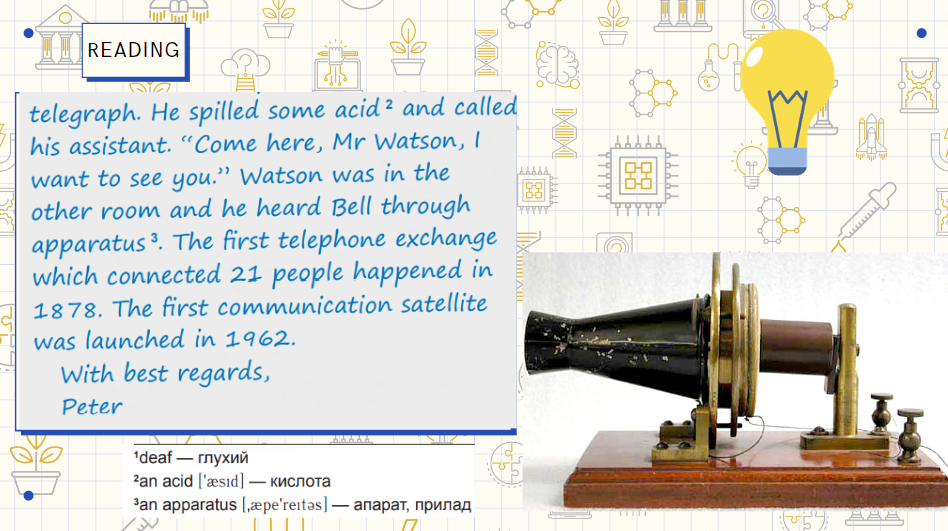 READING
telegraph. He spilled some acid² and called
his assistant. “Come here, Mr Watson, I
want to see you.” Watson was in the
other room and he heard Bell through
apparatus³. The first telephone exchange
which connected 21 people happened in
1878. The first communication satellite
was launched in 1962.
With best regards,
Peter
¹deaf — глухий
²an acid [ˈæsɪd] — кислота
³an apparatus [ˌæpeˈreɪtəs] — апарат, прилад